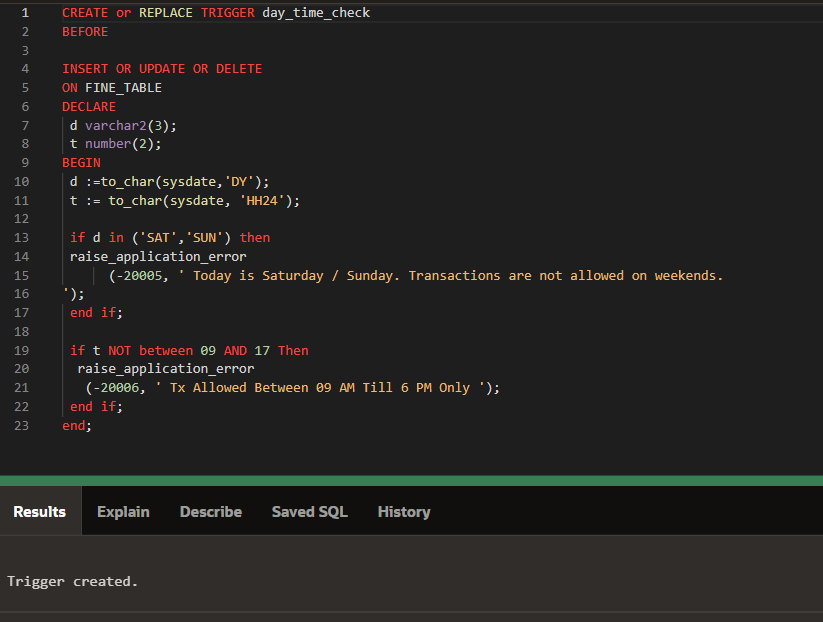 1 CREATE or REPLACE TRIGGER day_time_check
2 BEFORE
3
4 INSERT OR UPDATE OR DELETE
5 ON FINE_TABLE
6 DECLARE
7 d varchar2(3);
8 t number(2);
9 BEGIN
10 d :=to_char(sysdate,'DY');
11 t := to_char(sysdate, 'HH24');
12
13 if d in ('SAT','SUN') then
14 raise_application_error
15 (-20005, ' Today is Saturday / Sunday. Transactions are not allowed on weekends.
16 ');
17 end if;
18
19 if t NOT between 09 AND 17 Then
20 raise_application_error
21 (-20006, ' Tx Allowed Between 09 AM Till 6 PM Only ');
22 end if;
23 end;
Results Explain Describe Saved SQL History
Trigger created.